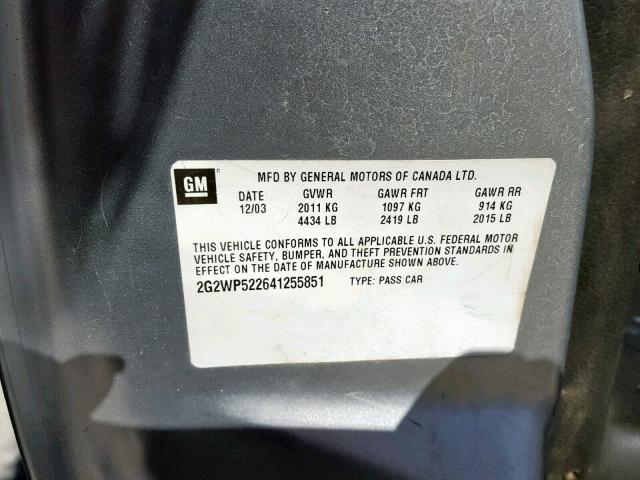 GM
MFD BY GENERAL MOTORS OF CANADA LTD.
DATE GVWR GAWR FRT GAWR RR
12/03 2011 KG 1097 KG 914 KG
4434 LB 2419 LB 2015 LB
THIS VEHICLE CONFORMS TO ALL APPLICABLE U.S. FEDERAL MOTOR
VEHICLE SAFETY, BUMPER, AND THEFT PREVENTION STANDARDS IN
EFFECT ON THE DATE OF MANUFACTURE SHOWN ABOVE.
2G2WP522641255851 TYPE: PASS CAR